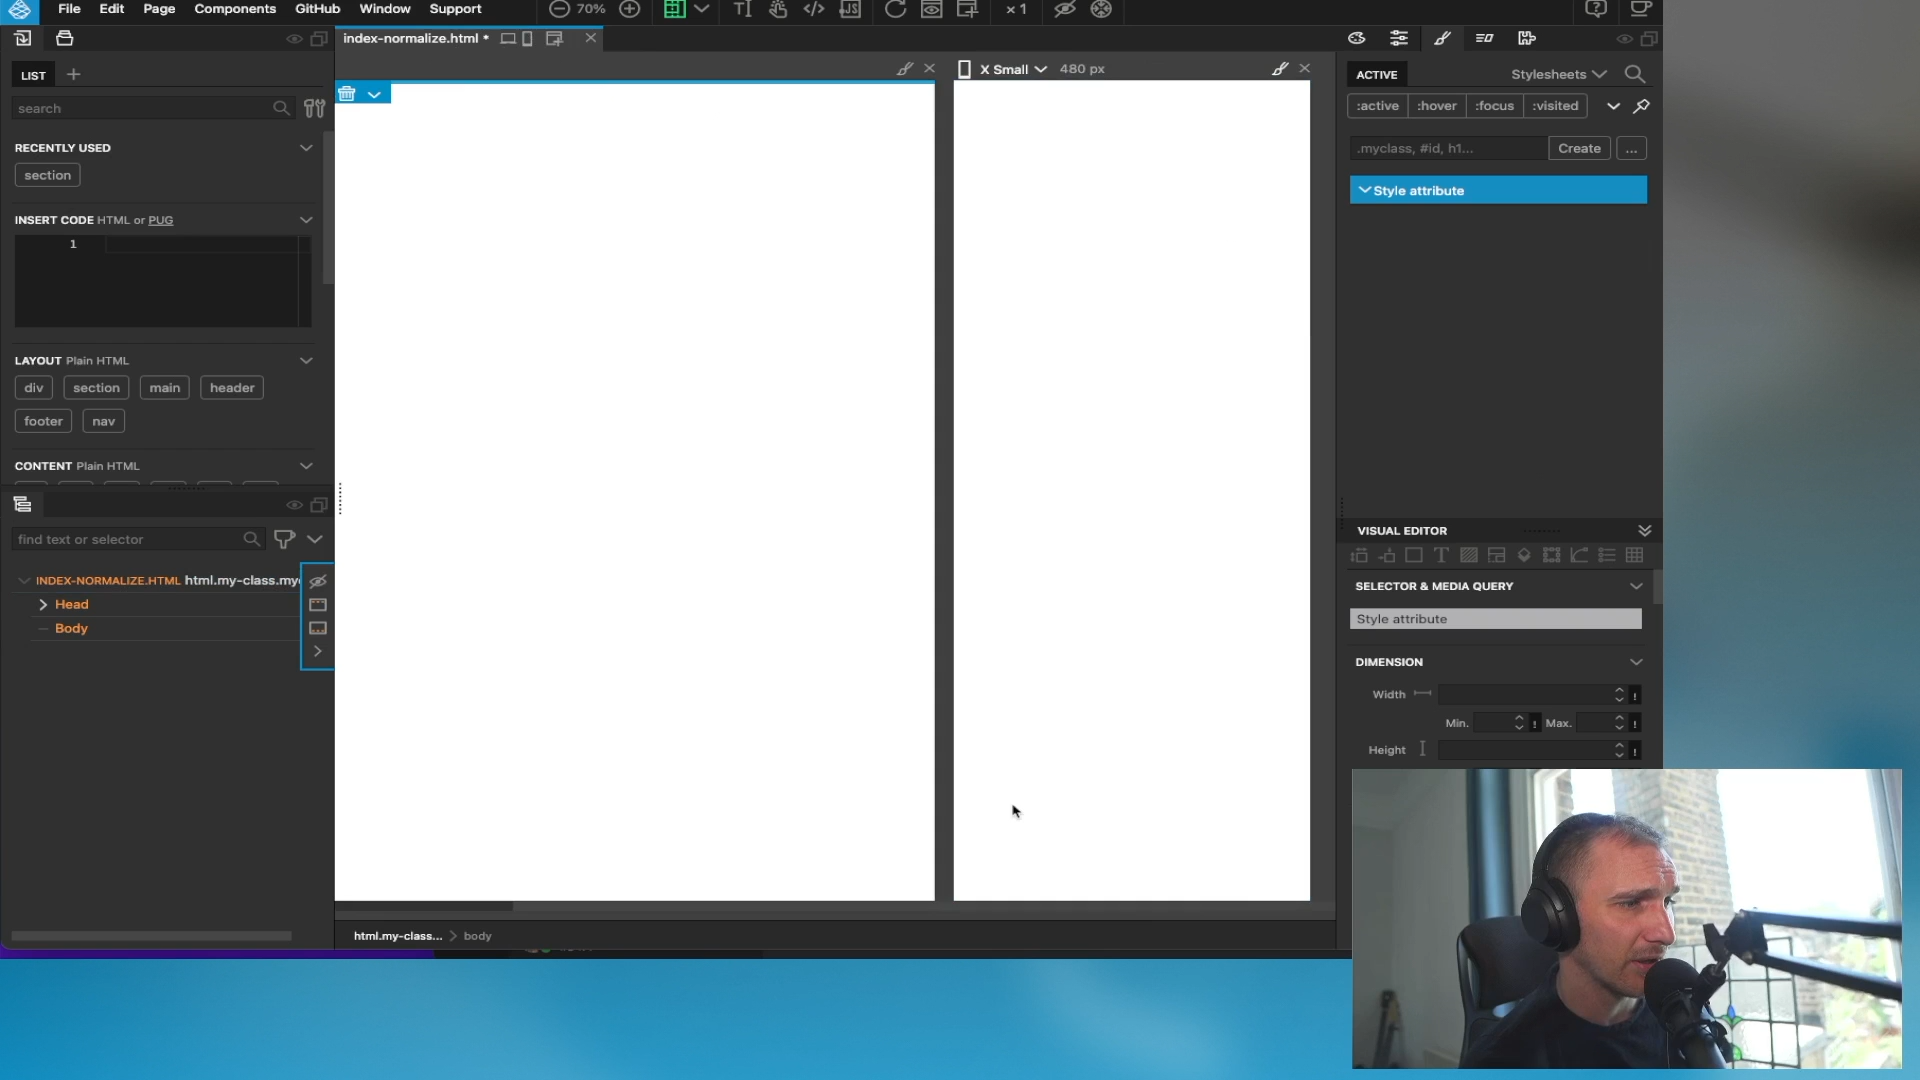 File Edit Page Components GitHub Window Support
70%
x 1
index-normalize.html *
LIST
search
RECENTLY USED
section
INSERT CODE HTML or PUG
1
LAYOUT Plain HTML
div section main header
footer nav
CONTENT Plain HTML
find text or selector
INDEX-NORMALIZE.HTML html.my-class.my
Head
Body
X Small 480 px
html.my-class... > body
ACTIVE Stylesheets
:active :hover :focus :visited
.myclass, #id, h1... Create ...
Style attribute
VISUAL EDITOR
SELECTOR & MEDIA QUERY
Style attribute
DIMENSION
Width !
Min. ! Max. !
Height !